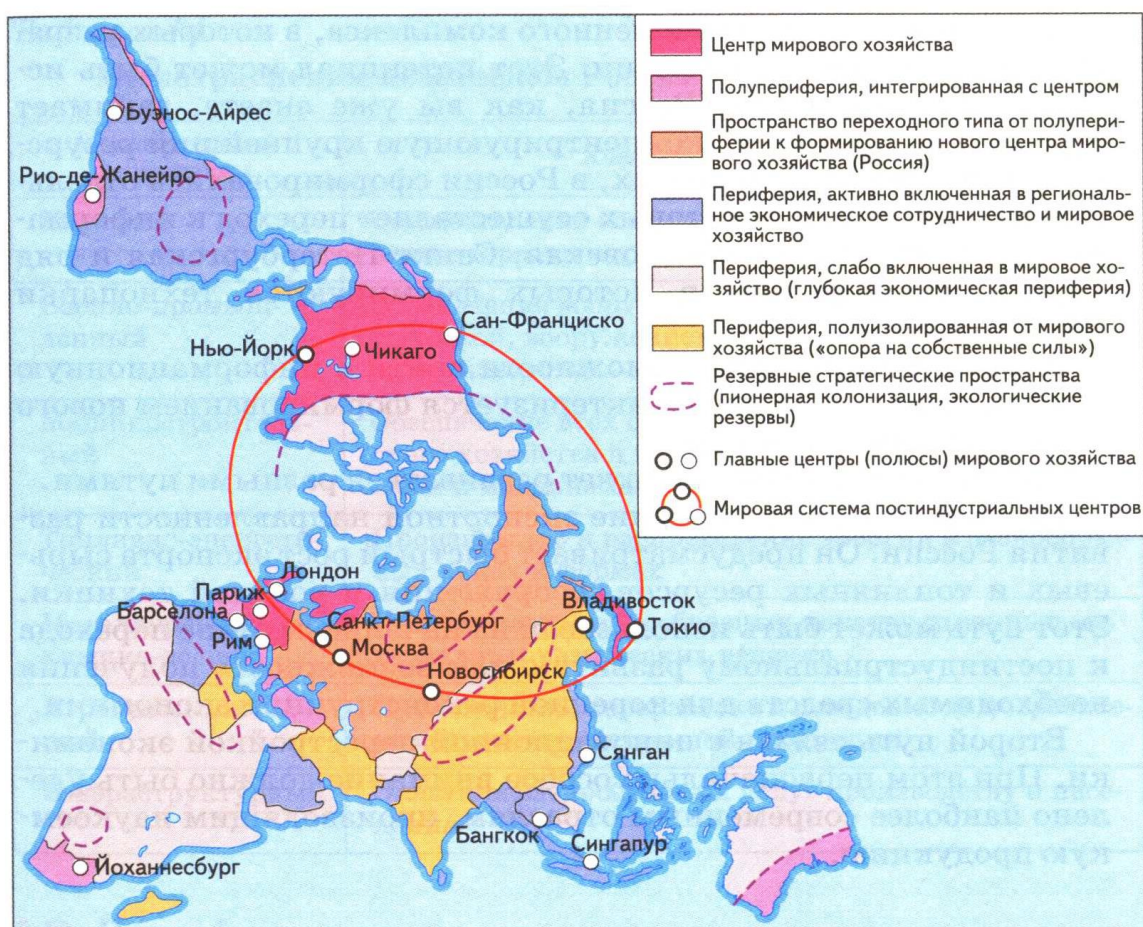 Центр мирового хозяйства
Полупериферия, интегрированная с центром
Пространство переходного типа от полупери-
ферии к формированию нового центра миро-
вого хозяйства (Россия)
Периферия, активно включенная в региональ-
ное экономическое сотрудничество и мировое
хозяйство
Периферия, слабо включенная в мировое хо-
зяйство (глубокая экономическая периферия)
Периферия, полуизолированная от мирового
хозяйства («опора на собственные силы»)
Резервные стратегические пространства
(пионерная колонизация, экологические
резервы)
Главные центры (полюсы) мирового хозяйства
Мировая система постиндустриальных центров
Буэнос-Айрес
Рио-де-Жанейро
Сан-Франциско
Нью-Йорк
Чикаго
Лондон
Париж
Барселона
Рим
Санкт-Петербург
Москва
Новосибирск
Владивосток
Токио
Сянган
Бангкок
Сингапур
Йоханнесбург